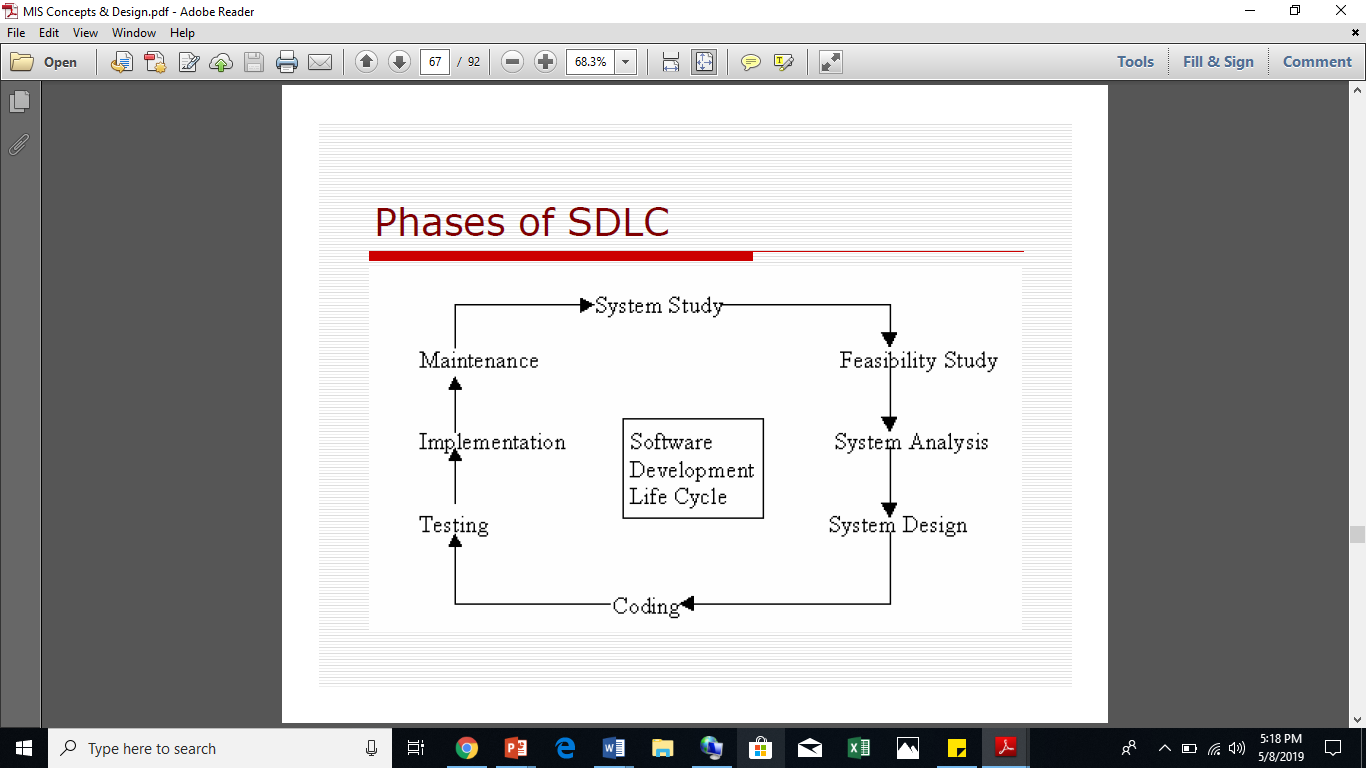 MIS Concepts & Design.pdf - Adobe Reader
File Edit View Window Help
Open 67 / 92 68.3% Tools Fill & Sign Comment
Phases of SDLC
System Study
Maintenance
Feasibility Study
Implementation
Software
Development
Life Cycle
System Analysis
Testing
System Design
Coding
Type here to search
5:18 PM
5/8/2019